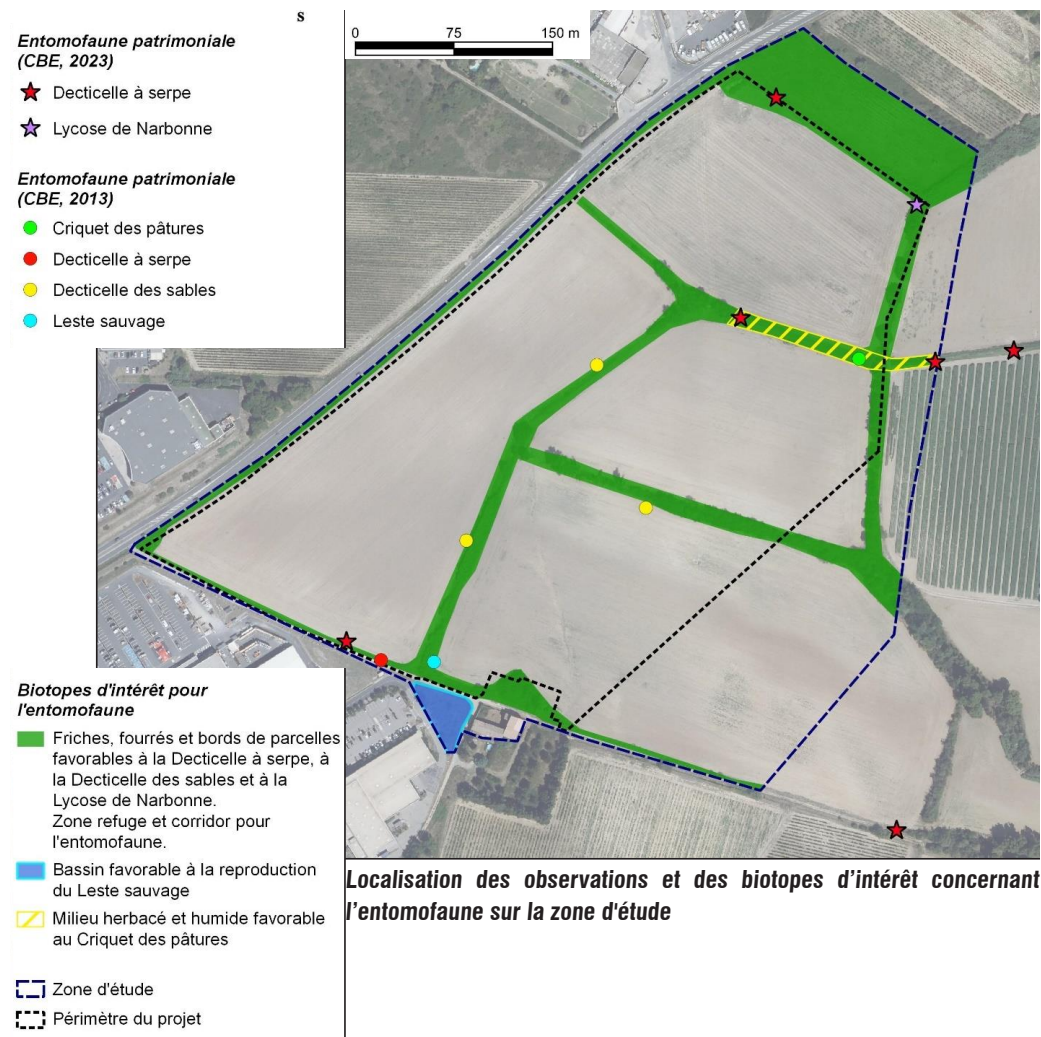 s
0 75 150 m
Entomofaune patrimoniale
(CBE, 2023)
Decticelle à serpe
Lycose de Narbonne
Entomofaune patrimoniale
(CBE, 2013)
Criquet des pâtures
Decticelle à serpe
Decticelle des sables
Leste sauvage
Biotopes d'intérêt pour
l'entomofaune
Friches, fourrés et bords de parcelles
favorables à la Decticelle à serpe, à
la Decticelle des sables et à la
Lycose de Narbonne.
Zone refuge et corridor pour
l'entomofaune.
Bassin favorable à la reproduction
du Leste sauvage
Milieu herbacé et humide favorable
au Criquet des pâtures
Zone d'étude
Périmètre du projet
Localisation des observations et des biotopes d’intérêt concernant
l’entomofaune sur la zone d'étude